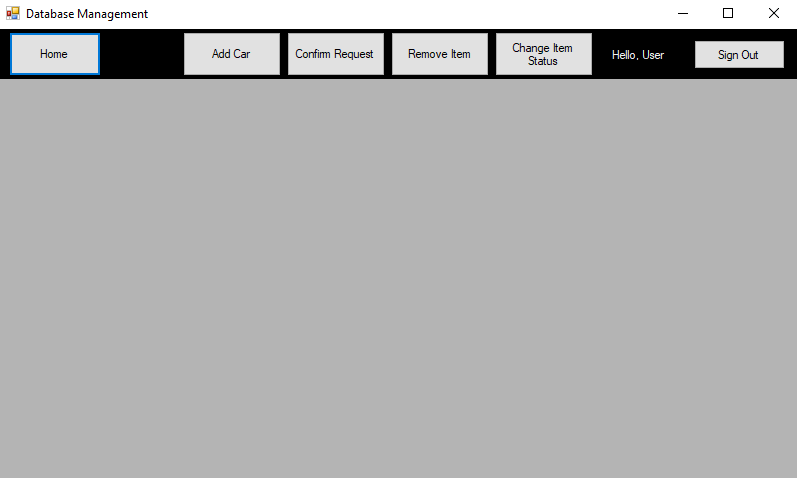 Database Management
Home
Add Car
Confirm Request
Remove Item
Change Item
Status
Hello, User
Sign Out